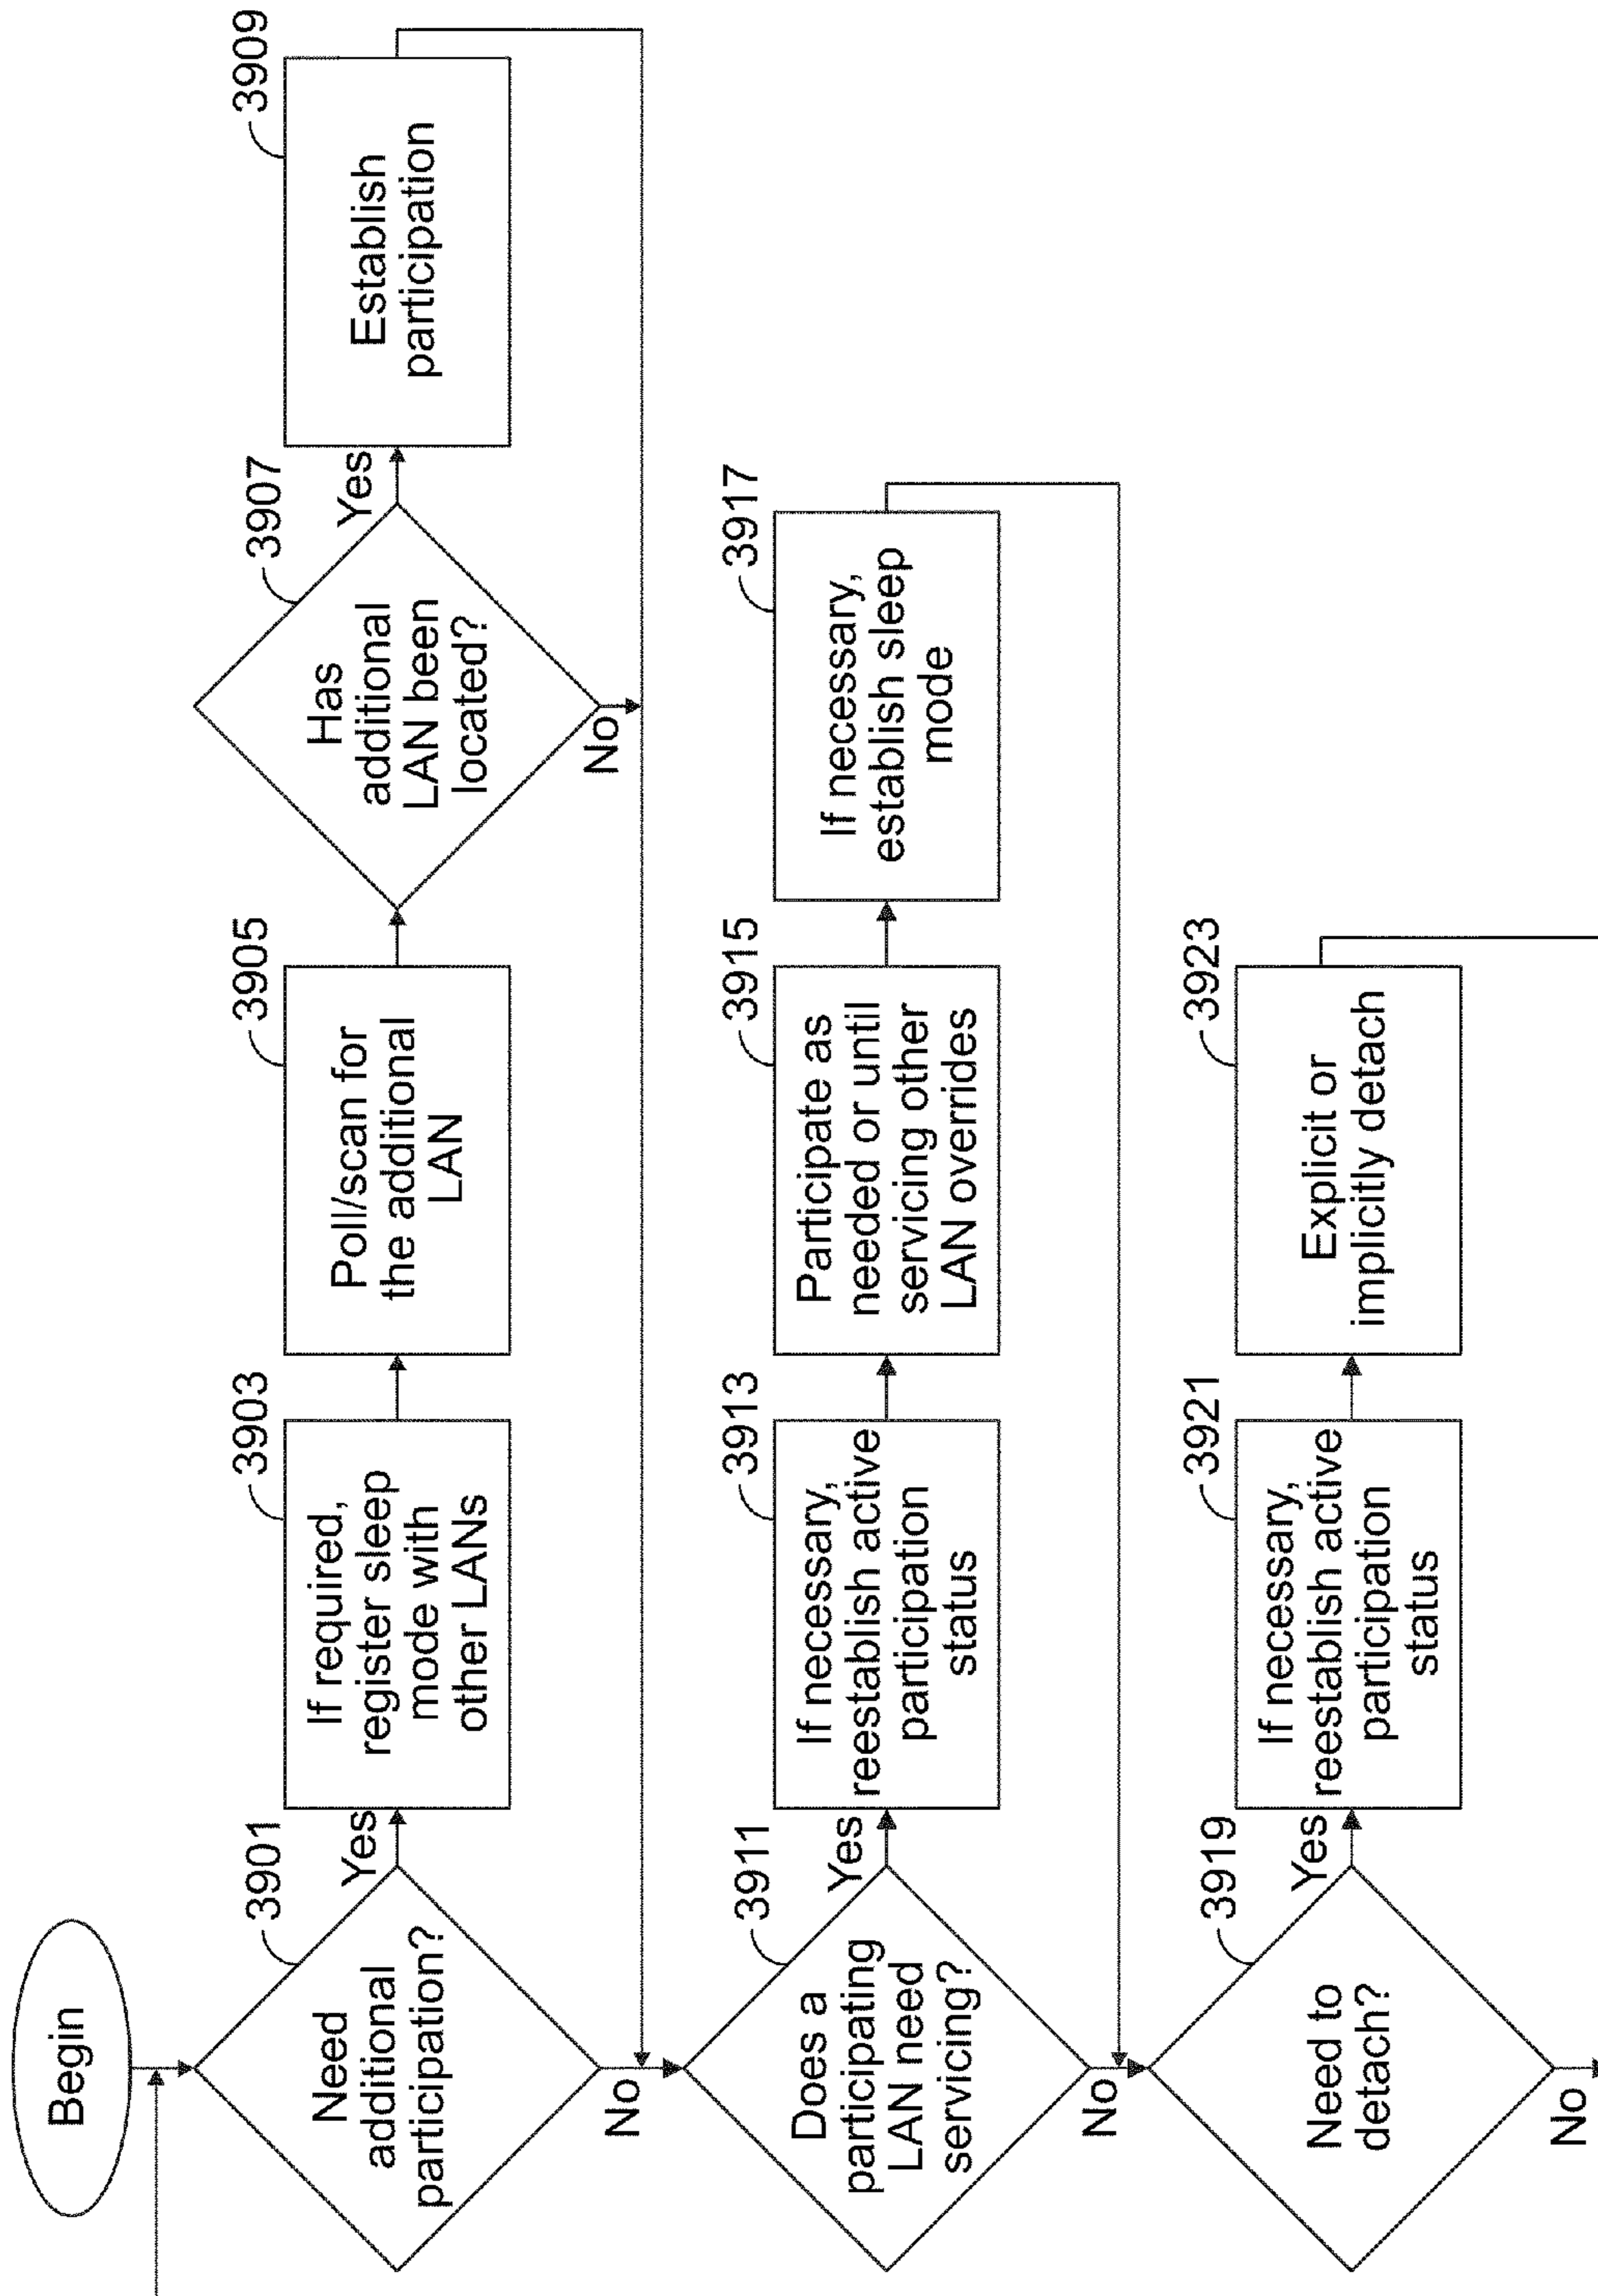 Begin
3901
Need
additional
participation?
Yes
No
3903
If required,
register sleep
mode with
other LANs
3905
Poll/scan for
the additional
LAN
3907
Has
additional
LAN been
located?
Yes
No
3909
Establish
participation
3911
Does a
participating
LAN need
servicing?
Yes
No
3913
If necessary,
reestablish active
participation
status
3915
Participate as
needed or until
servicing other
LAN overrides
3917
If necessary,
establish sleep
mode
3919
Need to
detach?
Yes
No
3921
If necessary,
reestablish active
participation
status
3923
Explicit or
implicitly detach